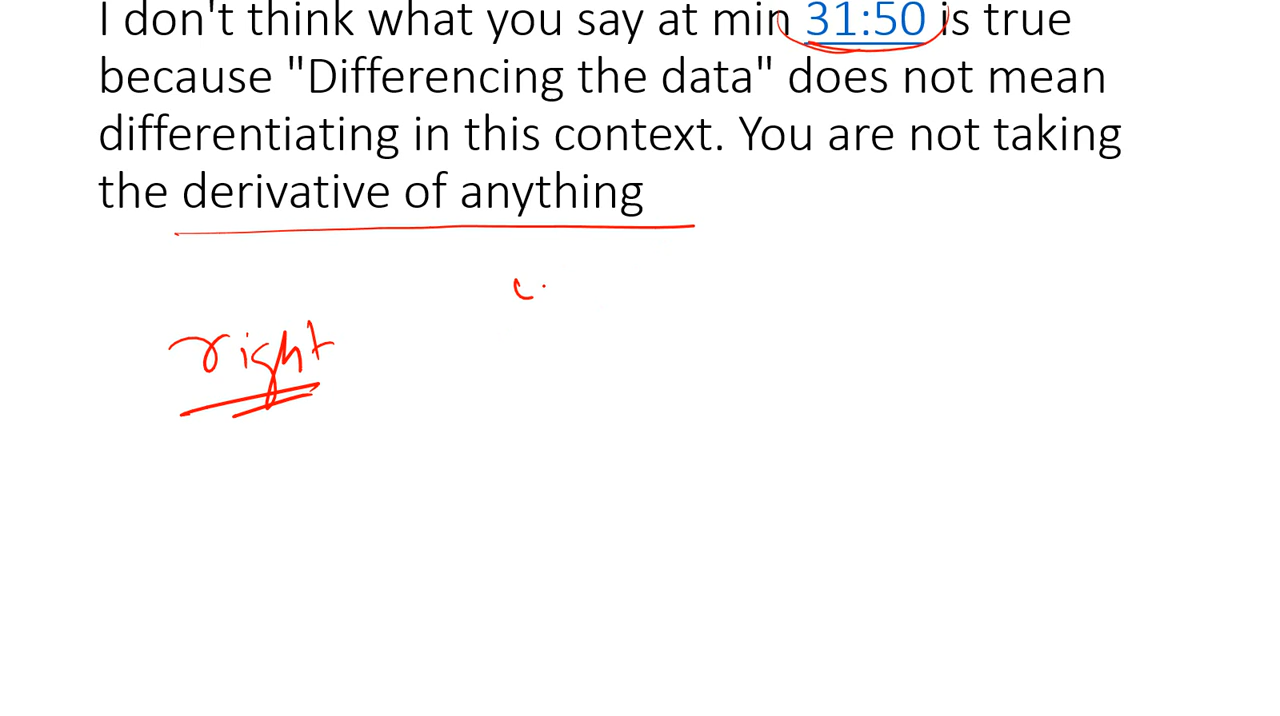 I don't think what you say at min 31:50 is true
because "Differencing the data" does not mean
differentiating in this context. You are not taking
the derivative of anything
right